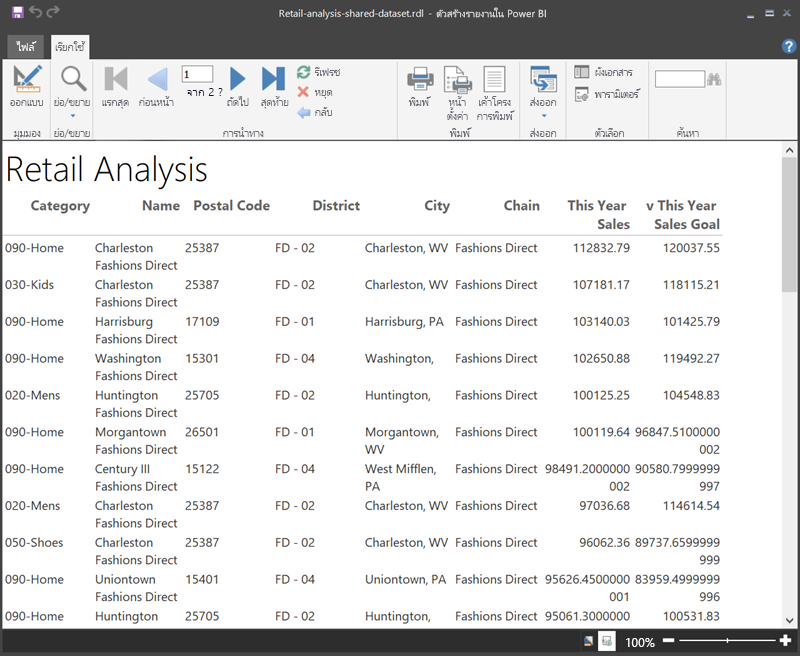 Retail-analysis-shared-dataset.rdl - ตัวสร้างรายงานใน Power BI
ไฟล์ เรียกใช้
ออกแบบ ย่อ/ขยาย แรกสุด ก่อนหน้า 1 จาก 2 ? ถัดไป สุดท้าย รีเฟรช หยุด กลับ พิมพ์ หน้า ตั้งค่า เค้าโครง การพิมพ์ ส่งออก ผังเอกสาร พารามิเตอร์
มุมมอง ย่อ/ขยาย การนำทาง พิมพ์ ส่งออก ตัวเลือก ค้นหา
Retail Analysis
Category Name Postal Code District City Chain This Year Sales v This Year Sales Goal
090-Home Charleston 25387 FD - 02 Charleston, WV Fashions Direct 112832.79 120037.55
Fashions Direct
030-Kids Charleston 25387 FD - 02 Charleston, WV Fashions Direct 107181.17 118115.21
Fashions Direct
090-Home Harrisburg 17109 FD - 01 Harrisburg, PA Fashions Direct 103140.03 101425.79
Fashions Direct
090-Home Washington 15301 FD - 04 Washington, Fashions Direct 102650.88 119492.27
Fashions Direct
020-Mens Huntington 25705 FD - 02 Huntington, Fashions Direct 100125.25 104548.83
Fashions Direct
090-Home Morgantown 26501 FD - 01 Morgantown, Fashions Direct 100119.64 96847.5100000
Fashions Direct WV 002
090-Home Century III 15122 FD - 04 West Mifflen, Fashions Direct 98491.2000000 90580.7999999
Fashions Direct PA 002 997
020-Mens Charleston 25387 FD - 02 Charleston, WV Fashions Direct 97036.68 114614.54
Fashions Direct
050-Shoes Charleston 25387 FD - 02 Charleston, WV Fashions Direct 96062.36 89737.6599999
Fashions Direct 999
090-Home Uniontown 15401 FD - 04 Uniontown, PA Fashions Direct 95626.4500000 83959.4999999
Fashions Direct 001 996
090-Home Huntington 25705 FD - 02 Huntington, Fashions Direct 95061.3000000 100531.83
100%